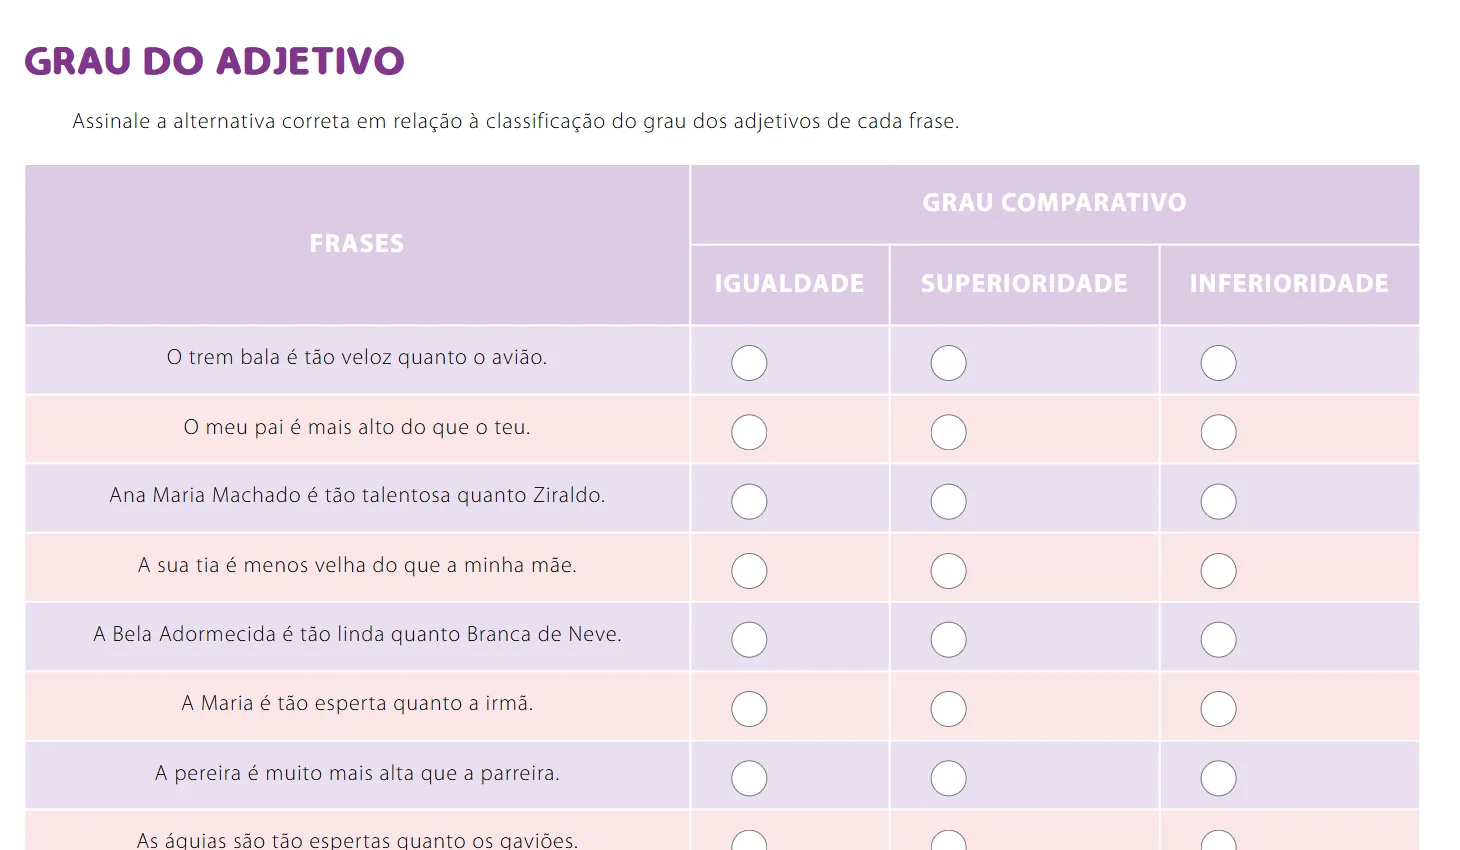 GRAU DO ADJETIVO
Assinale a alternativa correta em relação à classificação do grau dos adjetivos de cada frase.
FRASES
GRAU COMPARATIVO
IGUALDADE
SUPERIORIDADE
INFERIORIDADE
O trem bala é tão veloz quanto o avião.
O meu pai é mais alto do que o teu.
Ana Maria Machado é tão talentosa quanto Ziraldo.
A sua tia é menos velha do que a minha mãe.
A Bela Adormecida é tão linda quanto Branca de Neve.
A Maria é tão esperta quanto a irmã.
A pereira é muito mais alta que a parreira.
As águias são tão espertas quanto os gaviões.